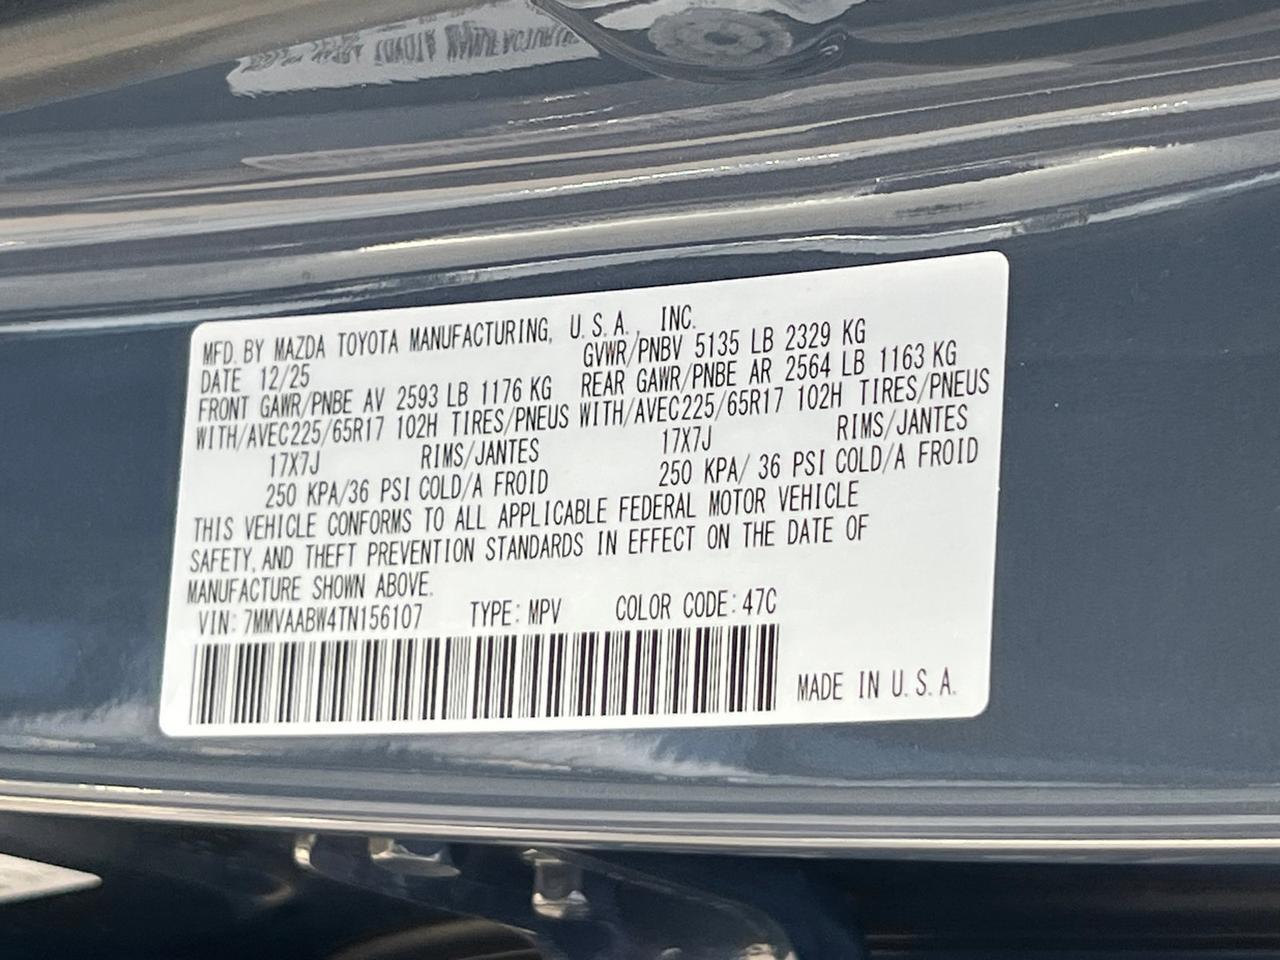 MFD. BY MAZDA TOYOTA MANUFACTURING, U.S.A., INC.
DATE 12/25 GVWR/PNBV 5135 LB 2329 KG
FRONT GAWR/PNBE AV 2593 LB 1176 KG REAR GAWR/PNBE AR 2564 LB 1163 KG
WITH/AVEC225/65R17 102H TIRES/PNEUS WITH/AVEC225/65R17 102H TIRES/PNEUS
17X7J RIMS/JANTES 17X7J RIMS/JANTES
250 KPA/36 PSI COLD/A FROID 250 KPA/ 36 PSI COLD/A FROID
THIS VEHICLE CONFORMS TO ALL APPLICABLE FEDERAL MOTOR VEHICLE
SAFETY, AND THEFT PREVENTION STANDARDS IN EFFECT ON THE DATE OF
MANUFACTURE SHOWN ABOVE.
VIN: 7MMVAABW4TN156107 TYPE: MPV COLOR CODE: 47C
MADE IN U.S.A.